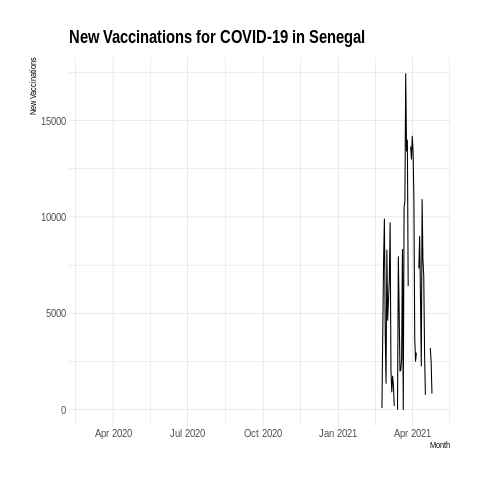 New Vaccinations for COVID-19 in Senegal
New Vaccinations
15000
10000
5000
0
Apr 2020 Jul 2020 Oct 2020 Jan 2021 Apr 2021
Month